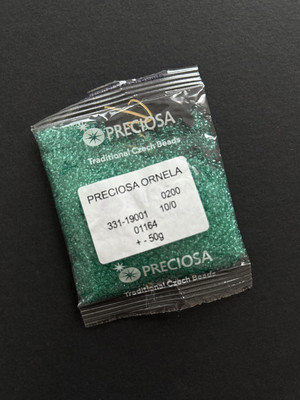 PRECIOSA
Traditional Czech Beads
PRECIOSA ORNELA
0200
331-19001 10/0
01164
+ - 50g
PRECIOSA
Traditional Czech Beads